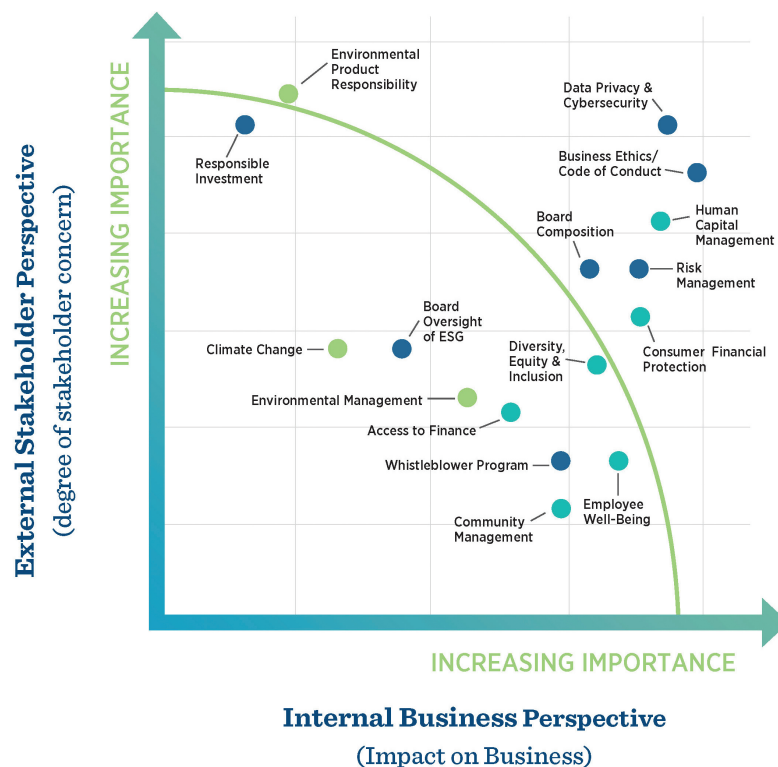 Environmental
Product
Responsibility
Data Privacy &
Cybersecurity
Responsible
Investment
Business Ethics/
Code of Conduct
Human
Capital
Management
Board
Composition
Risk
Management
Board
Oversight
of ESG
Climate Change
Diversity,
Equity &
Inclusion
Consumer Financial
Protection
Environmental Management
Access to Finance
Whistleblower Program
Employee
Well-Being
Community
Management
INCREASING IMPORTANCE
External Stakeholder Perspective
(degree of stakeholder concern)
INCREASING IMPORTANCE
Internal Business Perspective
(Impact on Business)